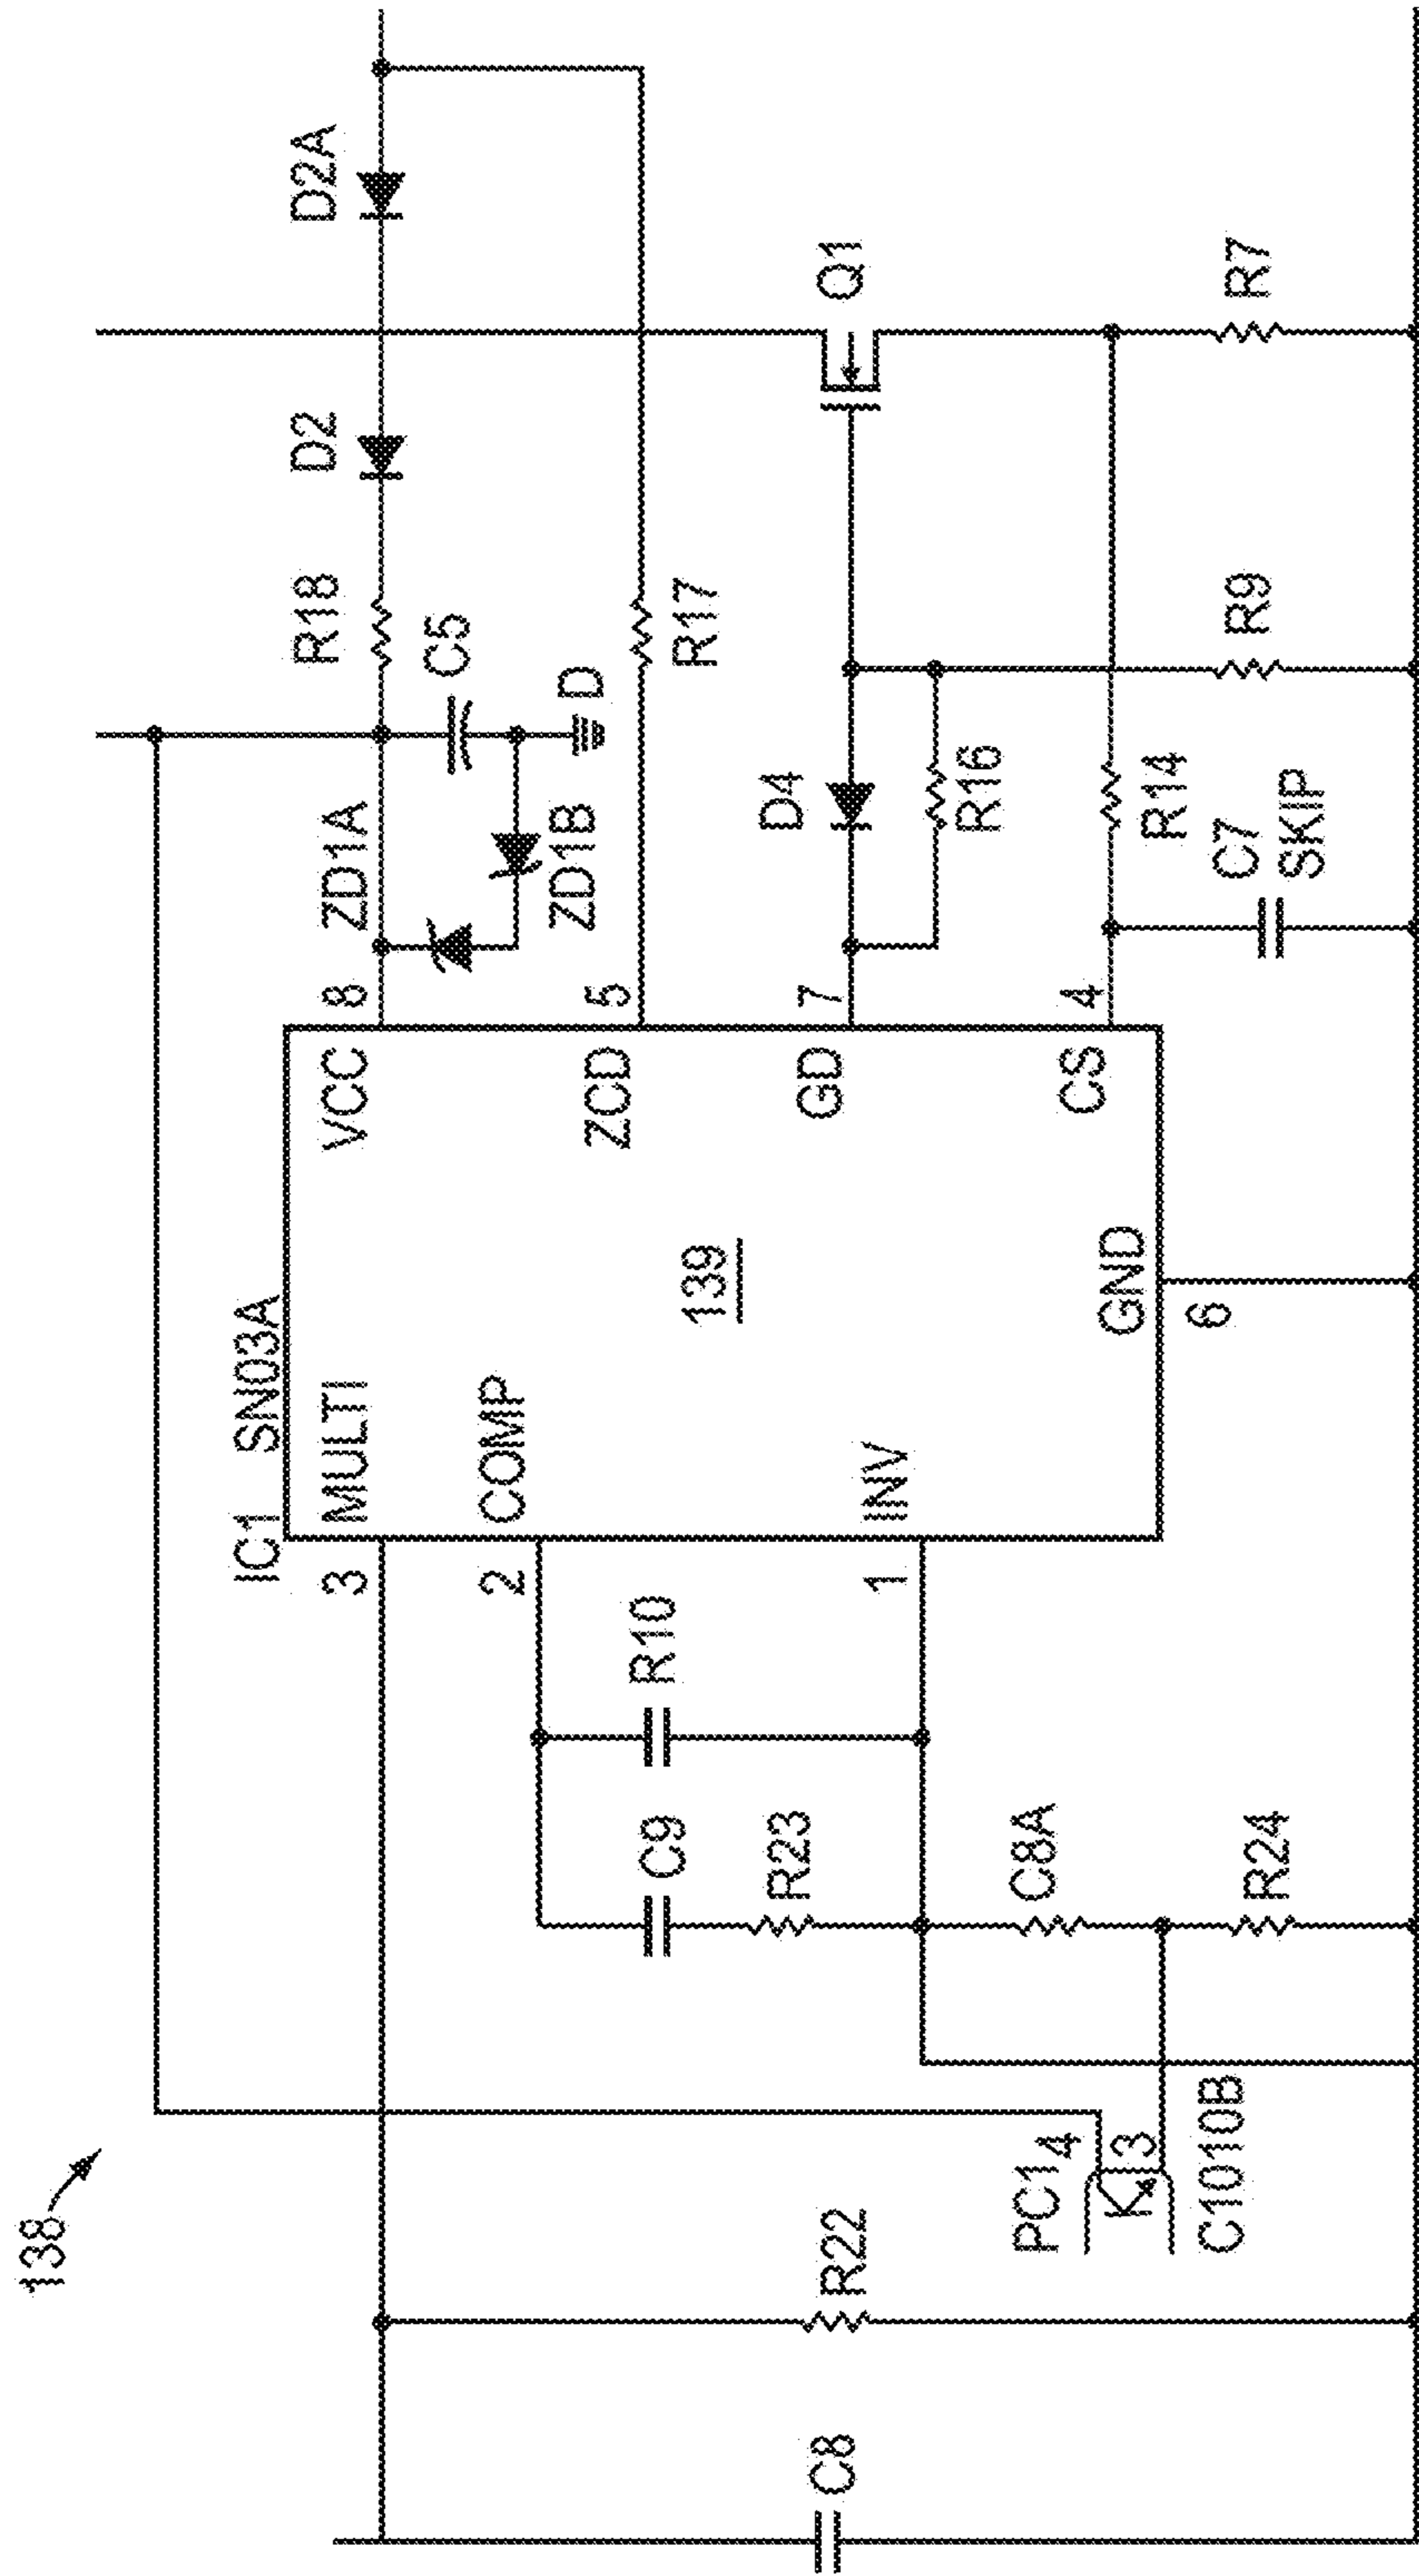 138
IC1 SN03A
3
MULTI
VCC
8
ZD1A
R18
D2
D2A
C5
D
ZD1B
2
COMP
ZCD
5
R17
139
R10
C9
R23
1
INV
GD
7
D4
R16
Q1
GND
6
CS
4
R14
C7
SKIP
R9
R7
C8A
R24
PC1
4
K
3
C1010B
R22
C8